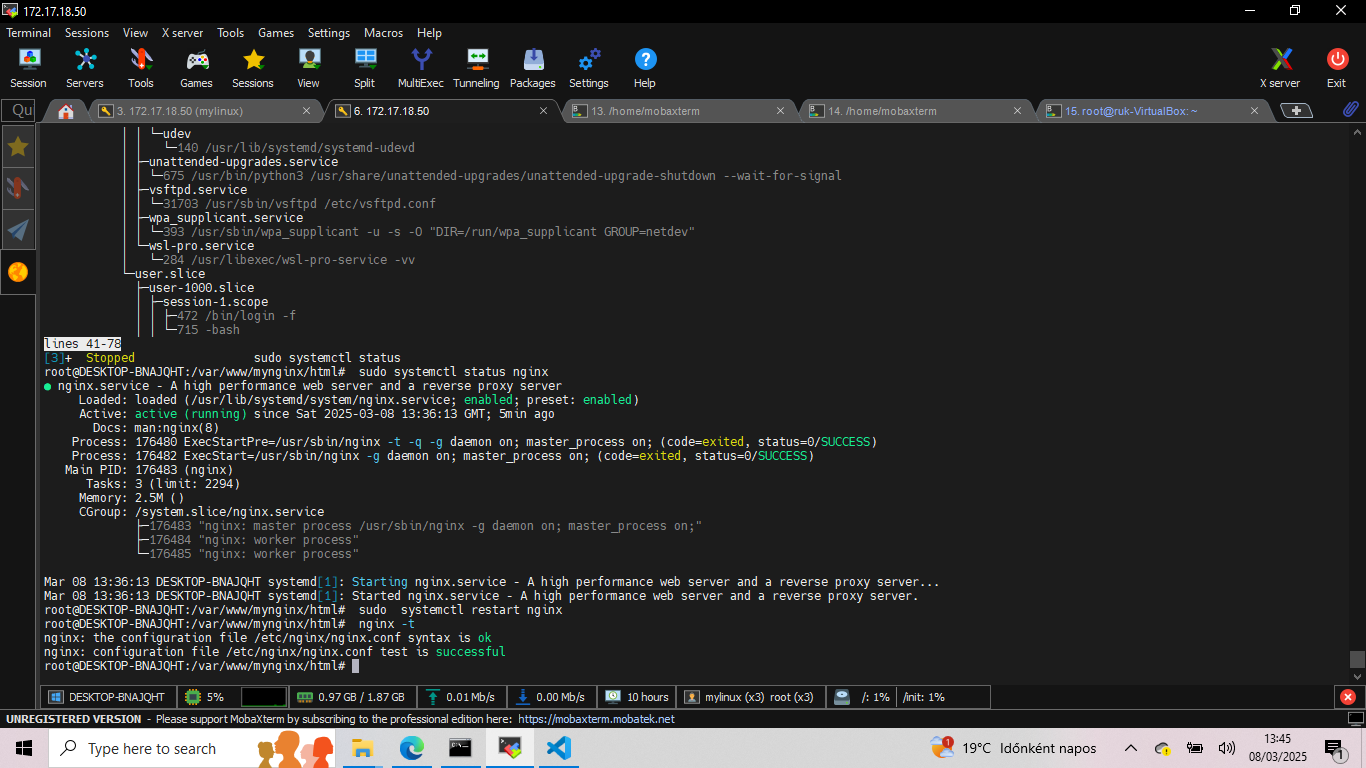 172.17.18.50
Terminal Sessions View X server Tools Games Settings Macros Help
Session Servers Tools Games Sessions View Split MultiExec Tunneling Packages Settings Help X server Exit
Qu 3. 172.17.18.50 (mylinux) 6. 172.17.18.50 13. /home/mobaxterm 14. /home/mobaxterm 15. root@ruk-VirtualBox: ~
└─udev
└─140 /usr/lib/systemd/systemd-udevd
├─unattended-upgrades.service
└─675 /usr/bin/python3 /usr/share/unattended-upgrades/unattended-upgrade-shutdown --wait-for-signal
├─vsftpd.service
└─31703 /usr/sbin/vsftpd /etc/vsftpd.conf
├─wpa_supplicant.service
└─393 /usr/sbin/wpa_supplicant -u -s -O "DIR=/run/wpa_supplicant GROUP=netdev"
└─wsl-pro.service
└─284 /usr/libexec/wsl-pro-service -vv
└─user.slice
├─user-1000.slice
├─session-1.scope
├─472 /bin/login -f
└─715 -bash
lines 41-78
[3]+  Stopped                 sudo systemctl status
root@DESKTOP-BNAJQHT:/var/www/mynginx/html#  sudo systemctl status nginx
● nginx.service - A high performance web server and a reverse proxy server
Loaded: loaded (/usr/lib/systemd/system/nginx.service; enabled; preset: enabled)
Active: active (running) since Sat 2025-03-08 13:36:13 GMT; 5min ago
Docs: man:nginx(8)
Process: 176480 ExecStartPre=/usr/sbin/nginx -t -q -g daemon on; master_process on; (code=exited, status=0/SUCCESS)
Process: 176482 ExecStart=/usr/sbin/nginx -g daemon on; master_process on; (code=exited, status=0/SUCCESS)
Main PID: 176483 (nginx)
Tasks: 3 (limit: 2294)
Memory: 2.5M ()
CGroup: /system.slice/nginx.service
├─176483 "nginx: master process /usr/sbin/nginx -g daemon on; master_process on;"
├─176484 "nginx: worker process"
└─176485 "nginx: worker process"
Mar 08 13:36:13 DESKTOP-BNAJQHT systemd[1]: Starting nginx.service - A high performance web server and a reverse proxy server...
Mar 08 13:36:13 DESKTOP-BNAJQHT systemd[1]: Started nginx.service - A high performance web server and a reverse proxy server.
root@DESKTOP-BNAJQHT:/var/www/mynginx/html#  sudo  systemctl restart nginx
root@DESKTOP-BNAJQHT:/var/www/mynginx/html#  nginx -t
nginx: the configuration file /etc/nginx/nginx.conf syntax is ok
nginx: configuration file /etc/nginx/nginx.conf test is successful
root@DESKTOP-BNAJQHT:/var/www/mynginx/html#
DESKTOP-BNAJQHT 5% 0.97 GB / 1.87 GB 0.01 Mb/s 0.00 Mb/s 10 hours mylinux (x3) root (x3) /: 1% /init: 1%
UNREGISTERED VERSION - Please support MobaXterm by subscribing to the professional edition here: https://mobaxterm.mobatek.net
Type here to search 1 19°C Időnként napos 13:45
08/03/2025 1